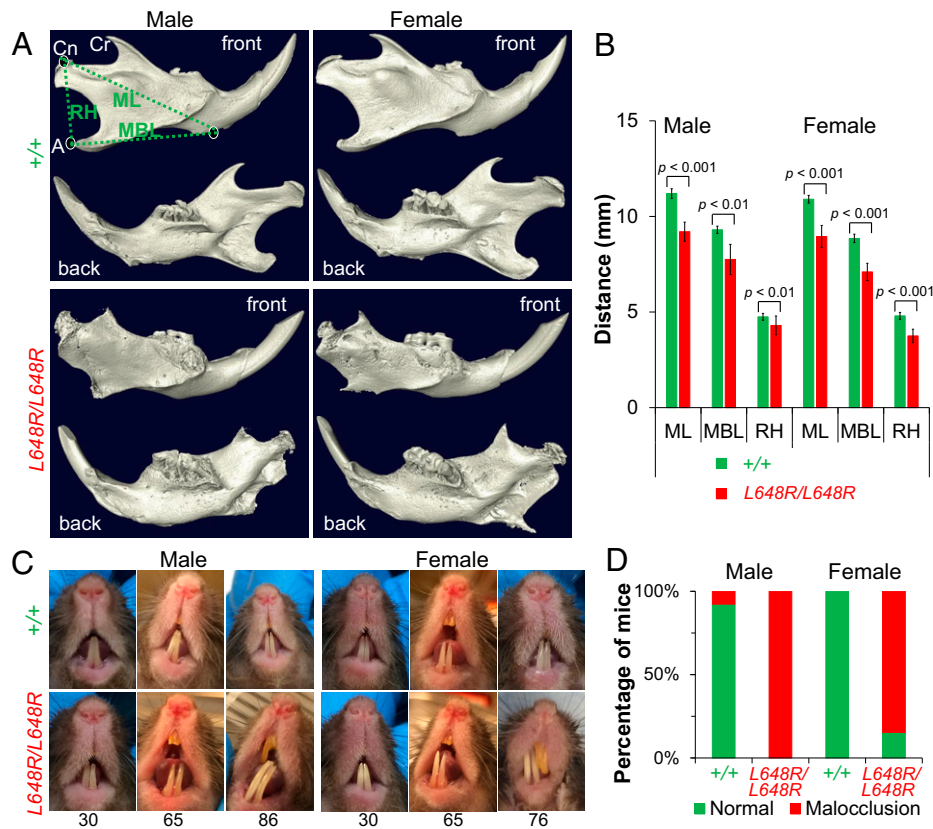 A
Male
Female
+/+
Cn
Cr
front
RH
ML
MBL
A
back
front
back
L648R/L648R
front
back
front
back
B
15
10
5
0
Distance (mm)
Male
Female
p < 0.001
p < 0.01
p < 0.01
p < 0.001
p < 0.001
p < 0.001
ML
MBL
RH
ML
MBL
RH
+/+
L648R/L648R
C
Male
Female
+/+
L648R/L648R
30
65
86
30
65
76
D
Male
Female
Percentage of mice
100%
50%
0%
+/+
L648R/
L648R
+/+
L648R/
L648R
Normal
Malocclusion